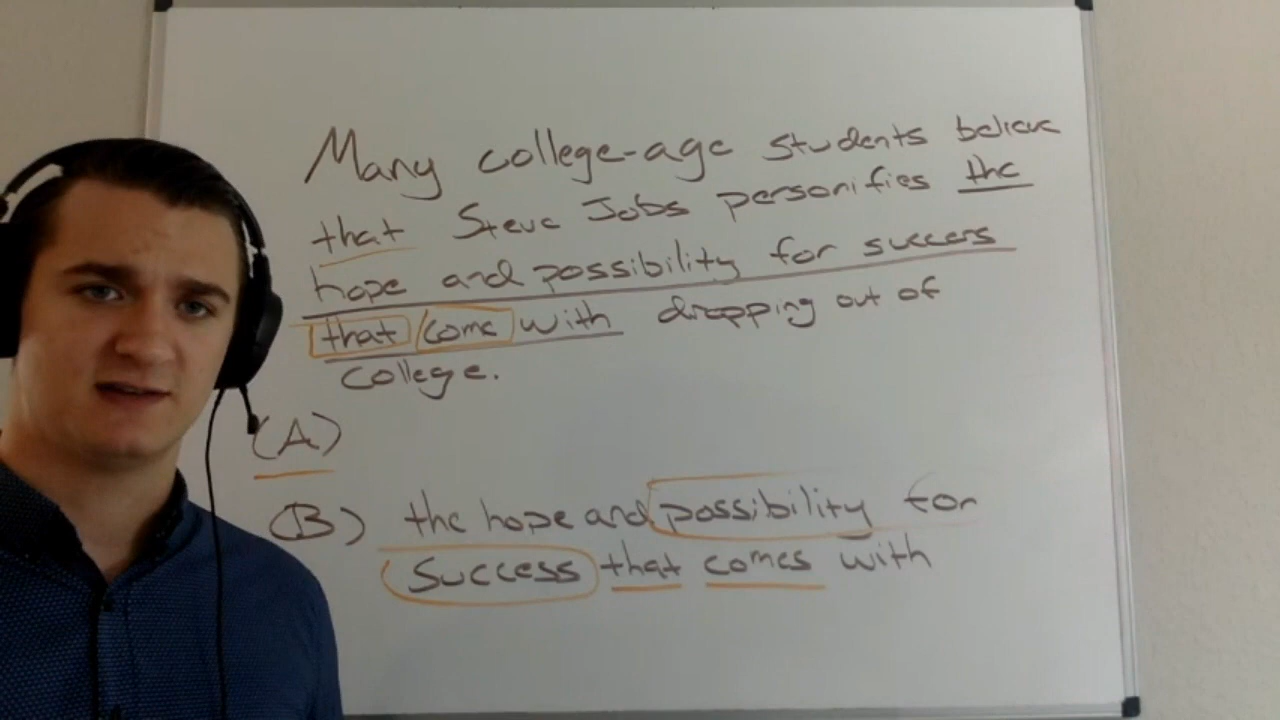 Many college-age students believe
that Steve Jobs personifies the
hope and possibility for success
that come with dropping out of
college.
(A)
(B) the hope and possibility for
success that comes with